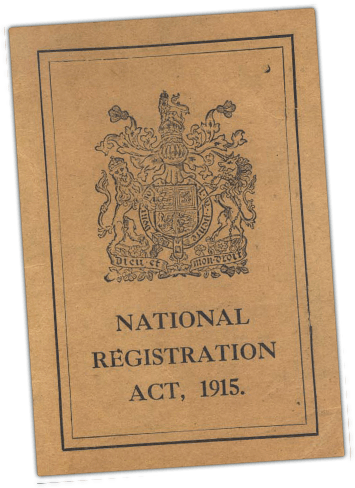 DIEU ET MON DROIT
NATIONAL
REGISTRATION
ACT, 1915.